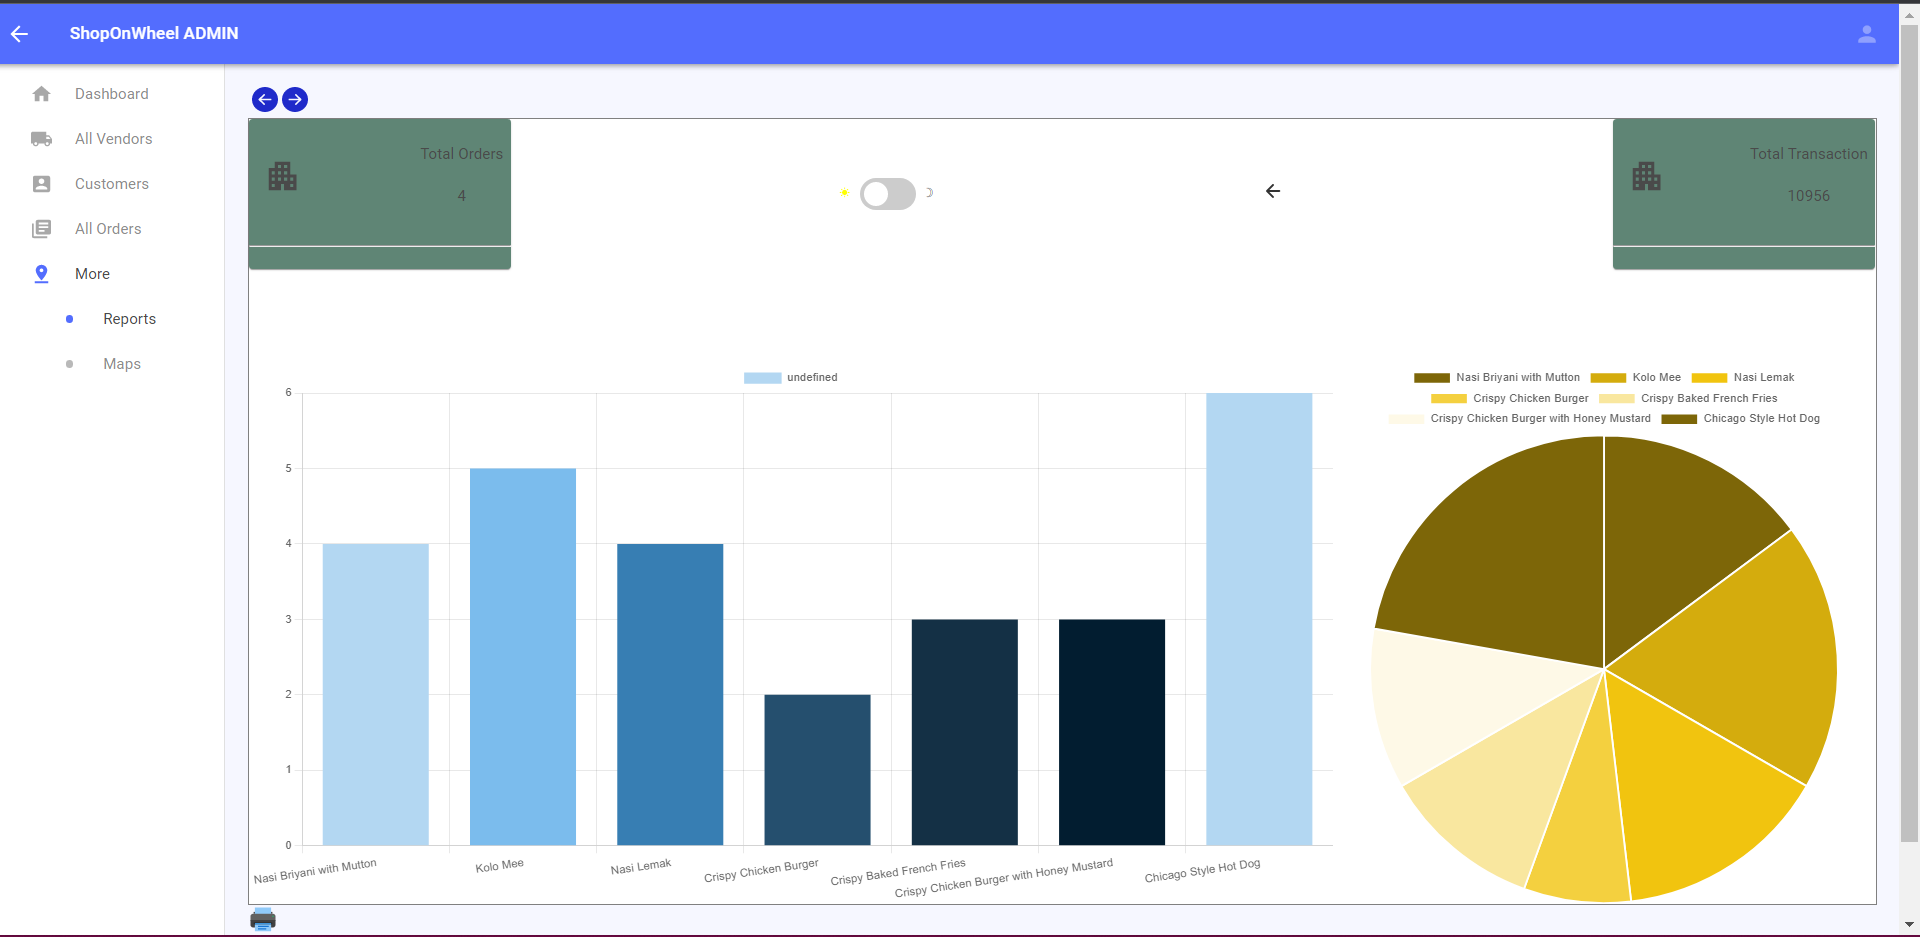 ShopOnWheel ADMIN
Dashboard
All Vendors
Customers
All Orders
More
Reports
Maps
Total Orders
4
Total Transaction
10956
undefined
6
5
4
3
2
1
0
Nasi Briyani with Mutton
Kolo Mee
Nasi Lemak
Crispy Chicken Burger
Crispy Baked French Fries
Crispy Chicken Burger with Honey Mustard
Chicago Style Hot Dog
Nasi Briyani with Mutton Kolo Mee Nasi Lemak
Crispy Chicken Burger Crispy Baked French Fries
Crispy Chicken Burger with Honey Mustard Chicago Style Hot Dog